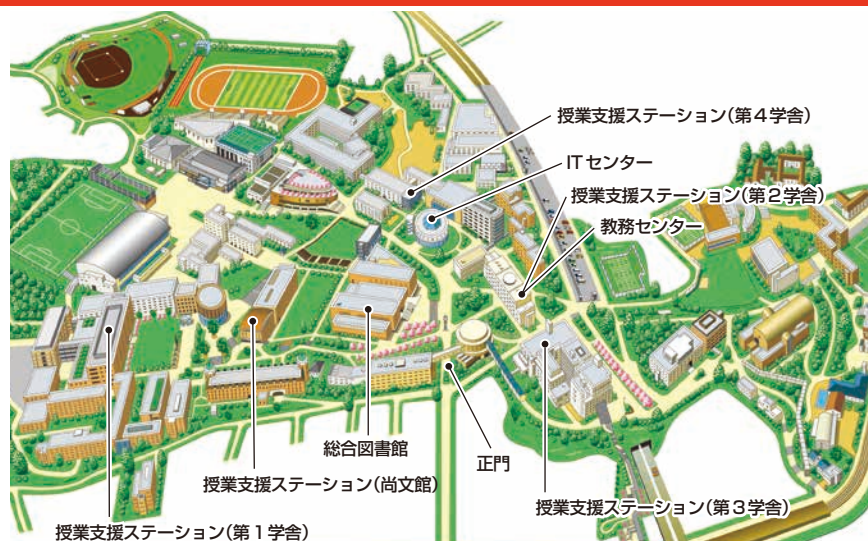 授業支援ステーション(第4学舎)
ITセンター
授業支援ステーション(第2学舎)
教務センター
総合図書館
正門
授業支援ステーション(尚文館)
授業支援ステーション(第3学舎)
授業支援ステーション(第1学舎)